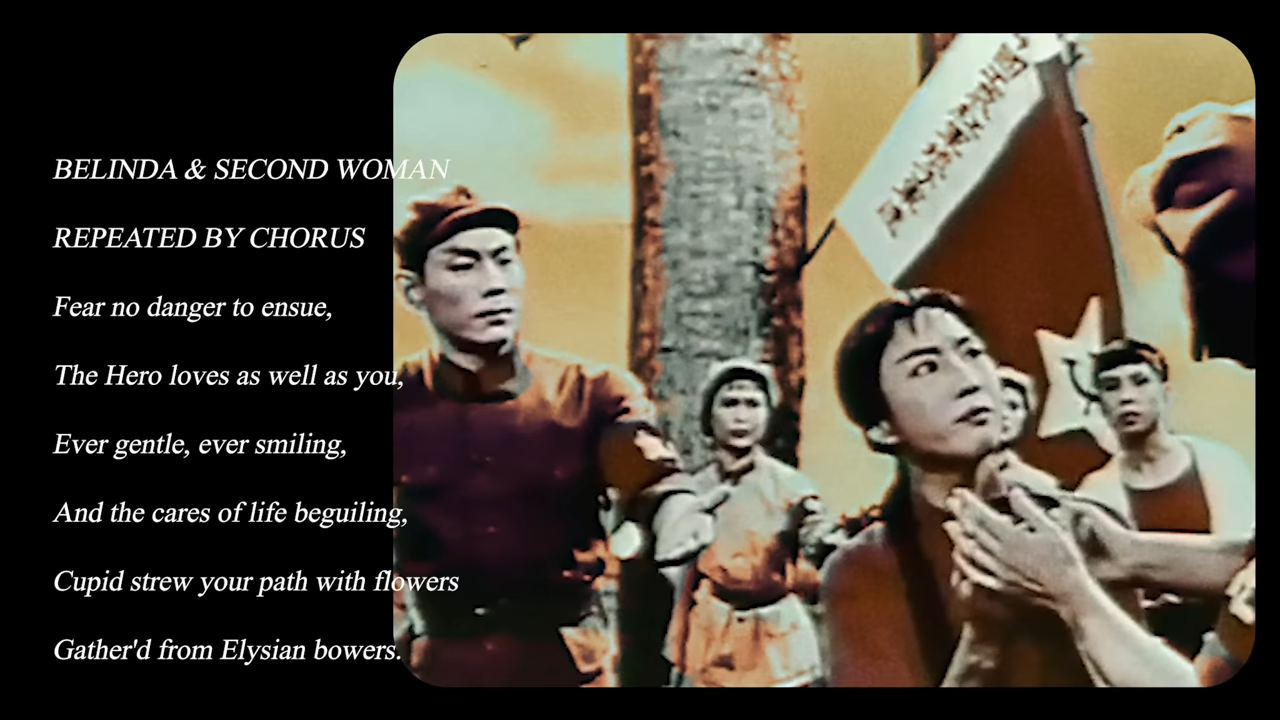 BELINDA & SECOND WOMAN
REPEATED BY CHORUS
Fear no danger to ensue,
The Hero loves as well as you,
Ever gentle, ever smiling,
And the cares of life beguiling,
Cupid strew your path with flowers
Gather'd from Elysian bowers.